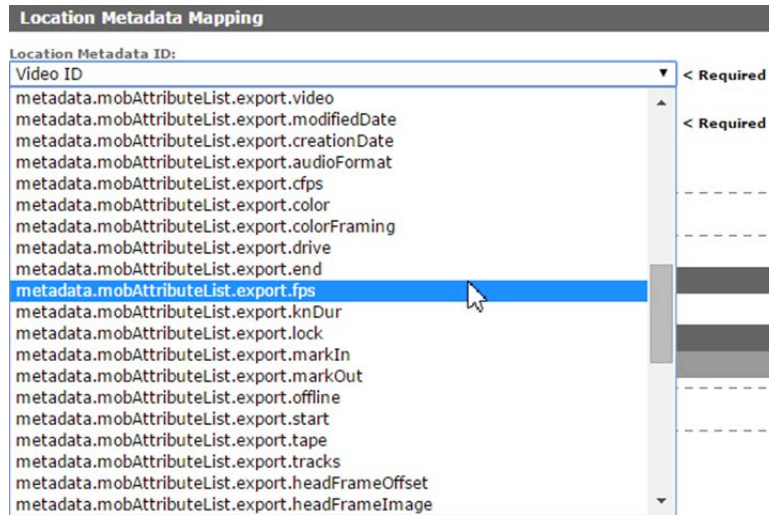 Location Metadata Mapping
Location Metadata ID:
Video ID ▼ < Required
metadata.mobAttributeList.export.video
metadata.mobAttributeList.export.modifiedDate
< Required
metadata.mobAttributeList.export.creationDate
metadata.mobAttributeList.export.audioFormat
metadata.mobAttributeList.export.cfps
metadata.mobAttributeList.export.color
metadata.mobAttributeList.export.colorFraming
metadata.mobAttributeList.export.drive
metadata.mobAttributeList.export.end
metadata.mobAttributeList.export.fps
metadata.mobAttributeList.export.knDur
metadata.mobAttributeList.export.lock
metadata.mobAttributeList.export.markIn
metadata.mobAttributeList.export.markOut
metadata.mobAttributeList.export.offline
metadata.mobAttributeList.export.start
metadata.mobAttributeList.export.tape
metadata.mobAttributeList.export.tracks
metadata.mobAttributeList.export.headFrameOffset
metadata.mobAttributeList.export.headFrameImage